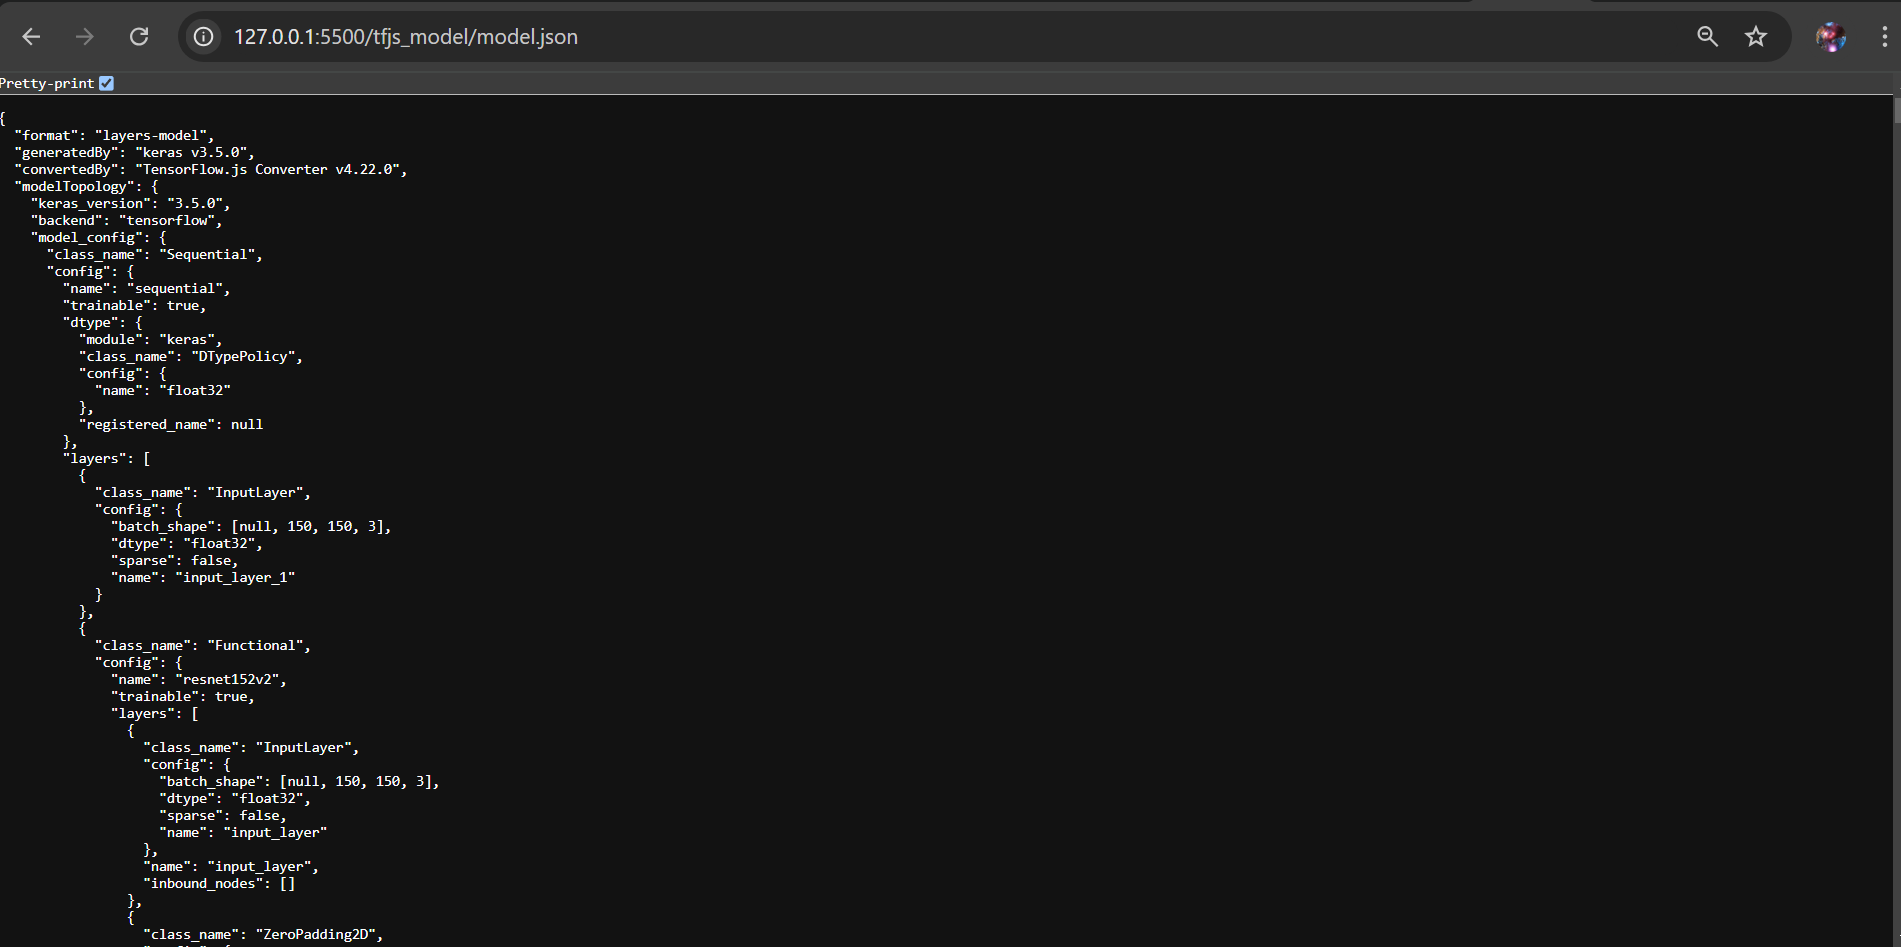 127.0.0.1:5500/tfjs_model/model.json
Pretty-print
{
  "format": "layers-model",
  "generatedBy": "keras v3.5.0",
  "convertedBy": "TensorFlow.js Converter v4.22.0",
  "modelTopology": {
    "keras_version": "3.5.0",
    "backend": "tensorflow",
    "model_config": {
      "class_name": "Sequential",
      "config": {
        "name": "sequential",
        "trainable": true,
        "dtype": {
          "module": "keras",
          "class_name": "DTypePolicy",
          "config": {
            "name": "float32"
          },
          "registered_name": null
        },
        "layers": [
          {
            "class_name": "InputLayer",
            "config": {
              "batch_shape": [null, 150, 150, 3],
              "dtype": "float32",
              "sparse": false,
              "name": "input_layer_1"
            }
          },
          {
            "class_name": "Functional",
            "config": {
              "name": "resnet152v2",
              "trainable": true,
              "layers": [
                {
                  "class_name": "InputLayer",
                  "config": {
                    "batch_shape": [null, 150, 150, 3],
                    "dtype": "float32",
                    "sparse": false,
                    "name": "input_layer"
                  },
                  "name": "input_layer",
                  "inbound_nodes": []
                },
                {
                  "class_name": "ZeroPadding2D",